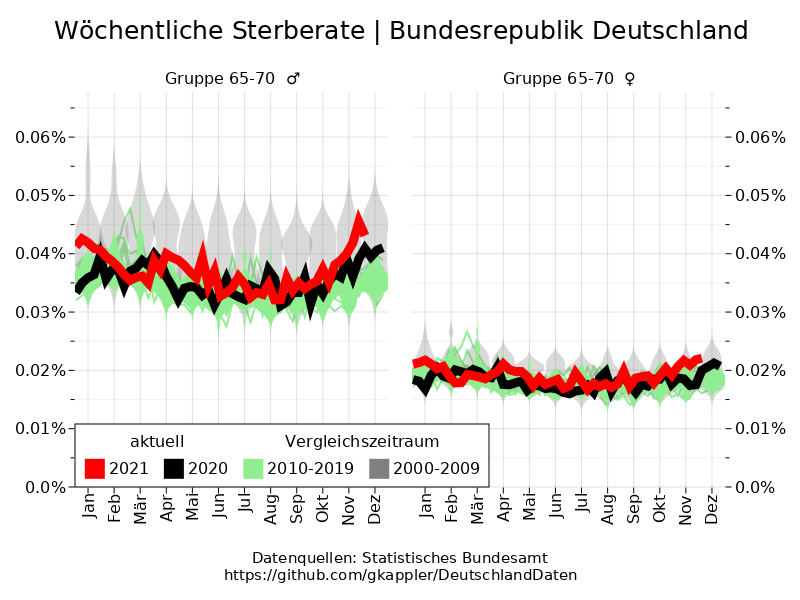 Wöchentliche Sterberate | Bundesrepublik Deutschland
Gruppe 65-70 ♂
Gruppe 65-70 ♀
0.06%
0.05%
0.04%
0.03%
0.02%
0.01%
0.0%
0.06%
0.05%
0.04%
0.03%
0.02%
0.01%
0.0%
aktuell
Vergleichszeitraum
2021
2020
2010-2019
2000-2009
Jan
Feb
Mär
Apr
Mai
Jun
Jul
Aug
Sep
Okt
Nov
Dez
Jan
Feb
Mär
Apr
Mai
Jun
Jul
Aug
Sep
Okt
Nov
Dez
Datenquellen: Statistisches Bundesamt
https://github.com/gkappler/DeutschlandDaten